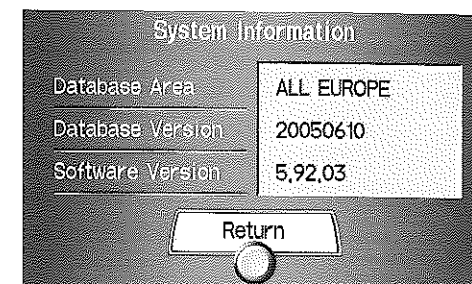 System Information
Database Area ALL EUROPE
Database Version 20050610
Software Version 5,92,03
Return